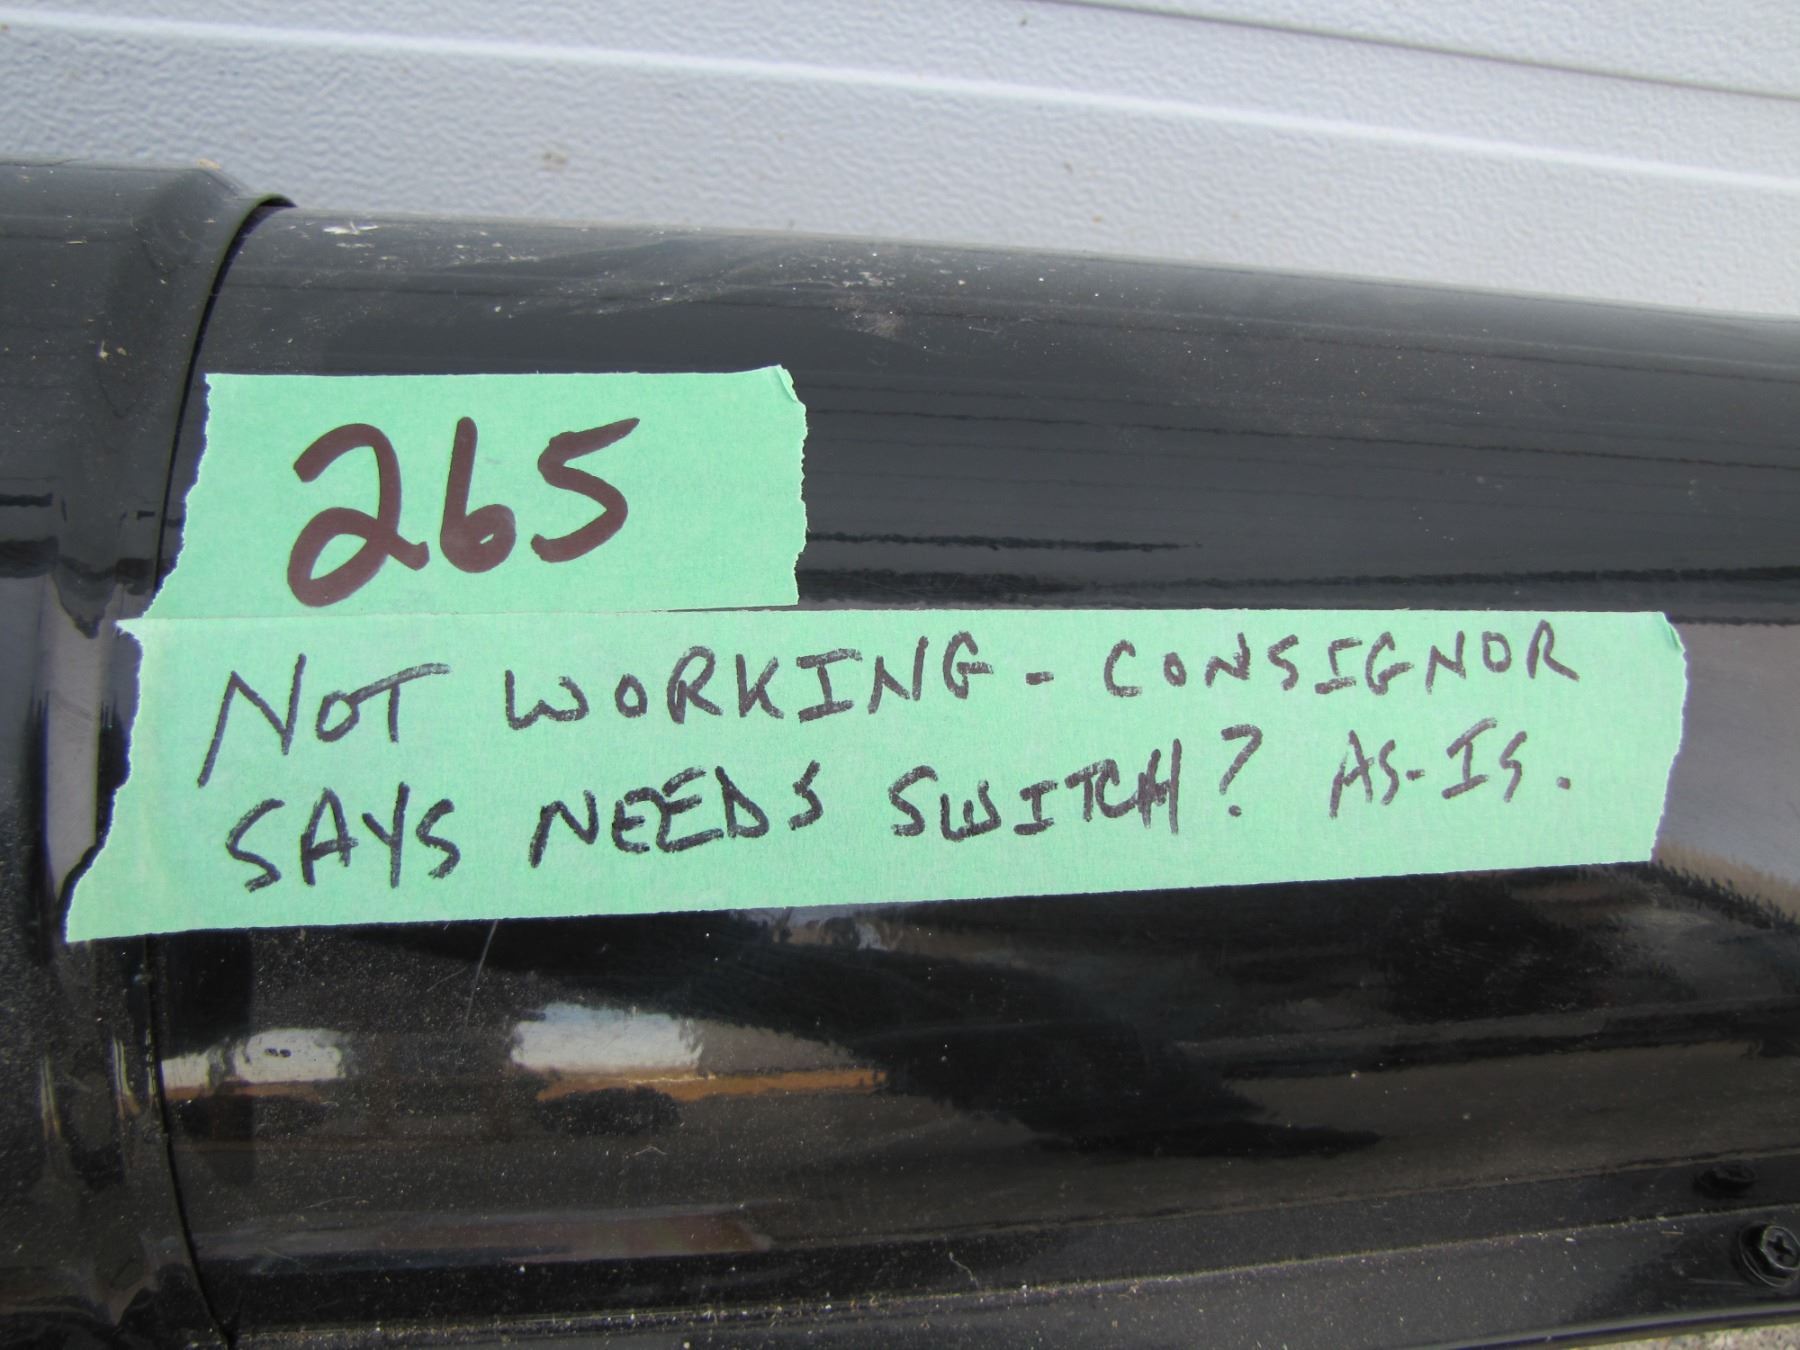 265
NOT WORKING - CONSIGNOR
SAYS NEEDS SWITCH? AS-IS.